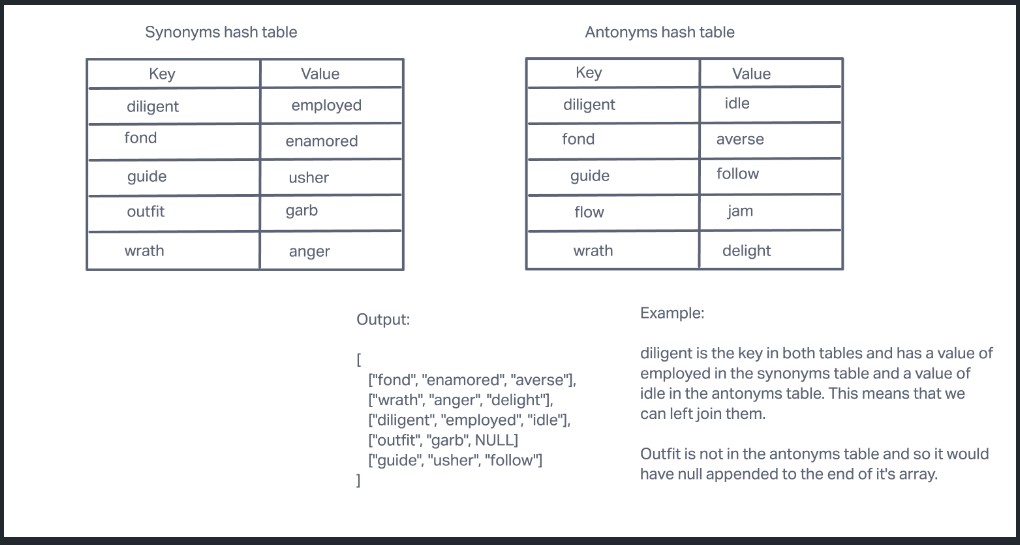 Synonyms hash table
Antonyms hash table
Key Value
diligent employed
fond enamored
guide usher
outfit garb
wrath anger
Key Value
diligent idle
fond averse
guide follow
flow jam
wrath delight
Output:
[
["fond", "enamored", "averse"],
["wrath", "anger", "delight"],
["diligent", "employed", "idle"],
["outfit", "garb", NULL]
["guide", "usher", "follow"]
]
Example:
diligent is the key in both tables and has a value of
employed in the synonyms table and a value of
idle in the antonyms table. This means that we
can left join them.
Outfit is not in the antonyms table and so it would
have null appended to the end of it's array.